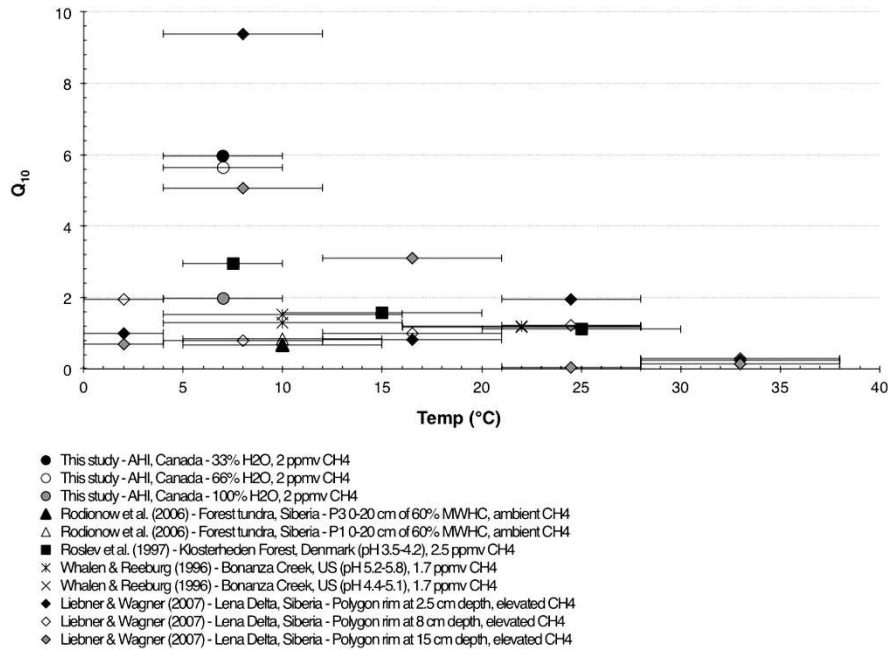 10
8
6
4
2
0
Q10
0 5 10 15 20 25 30 35 40
Temp (°C)
This study - AHI, Canada - 33% H2O, 2 ppmv CH4
This study - AHI, Canada - 66% H2O, 2 ppmv CH4
This study - AHI, Canada - 100% H2O, 2 ppmv CH4
Rodionow et al. (2006) - Forest tundra, Siberia - P3 0-20 cm of 60% MWHC, ambient CH4
Rodionow et al. (2006) - Forest tundra, Siberia - P1 0-20 cm of 60% MWHC, ambient CH4
Roslev et al. (1997) - Klosterheden Forest, Denmark (pH 3.5-4.2), 2.5 ppmv CH4
Whalen & Reeburg (1996) - Bonanza Creek, US (pH 5.2-5.8), 1.7 ppmv CH4
Whalen & Reeburg (1996) - Bonanza Creek, US (pH 4.4-5.1), 1.7 ppmv CH4
Liebner & Wagner (2007) - Lena Delta, Siberia - Polygon rim at 2.5 cm depth, elevated CH4
Liebner & Wagner (2007) - Lena Delta, Siberia - Polygon rim at 8 cm depth, elevated CH4
Liebner & Wagner (2007) - Lena Delta, Siberia - Polygon rim at 15 cm depth, elevated CH4